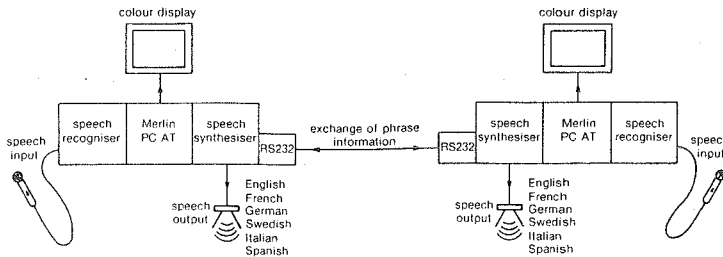 colour display
colour display
speech
input
speech
recogniser
Merlin
PC AT
speech
synthesiser
RS232
exchange of phrase
information
RS232
speech
synthesiser
Merlin
PC AT
speech
recogniser
speech
input
speech
output
English
French
German
Swedish
Italian
Spanish
speech
output
English
French
German
Swedish
Italian
Spanish